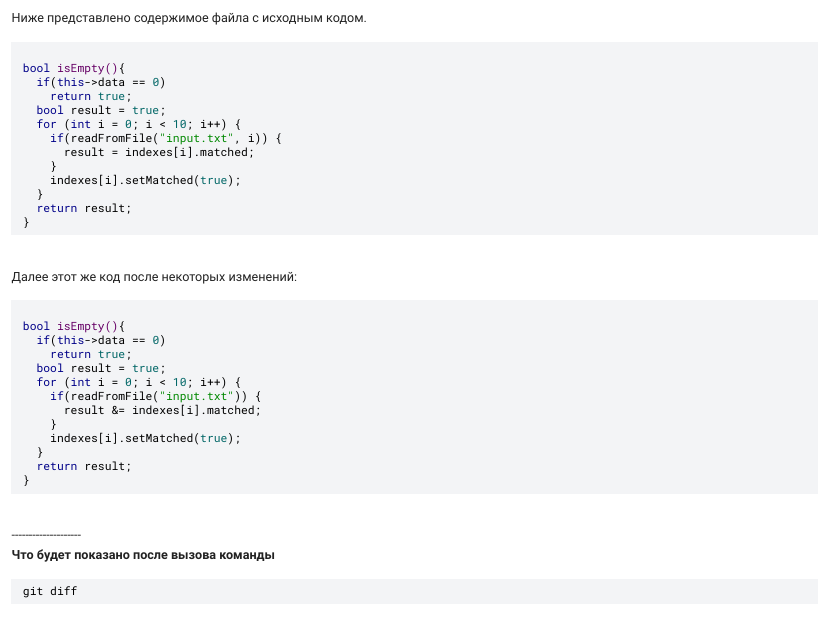 Ниже представлено содержимое файла с исходным кодом.
bool isEmpty(){
  if(this->data == 0)
    return true;
  bool result = true;
  for (int i = 0; i < 10; i++) {
    if(readFromFile("input.txt", i)) {
      result = indexes[i].matched;
    }
    indexes[i].setMatched(true);
  }
  return result;
}
Далее этот же код после некоторых изменений:
bool isEmpty(){
  if(this->data == 0)
    return true;
  bool result = true;
  for (int i = 0; i < 10; i++) {
    if(readFromFile("input.txt")) {
      result &= indexes[i].matched;
    }
    indexes[i].setMatched(true);
  }
  return result;
}
--------------------
Что будет показано после вызова команды
git diff